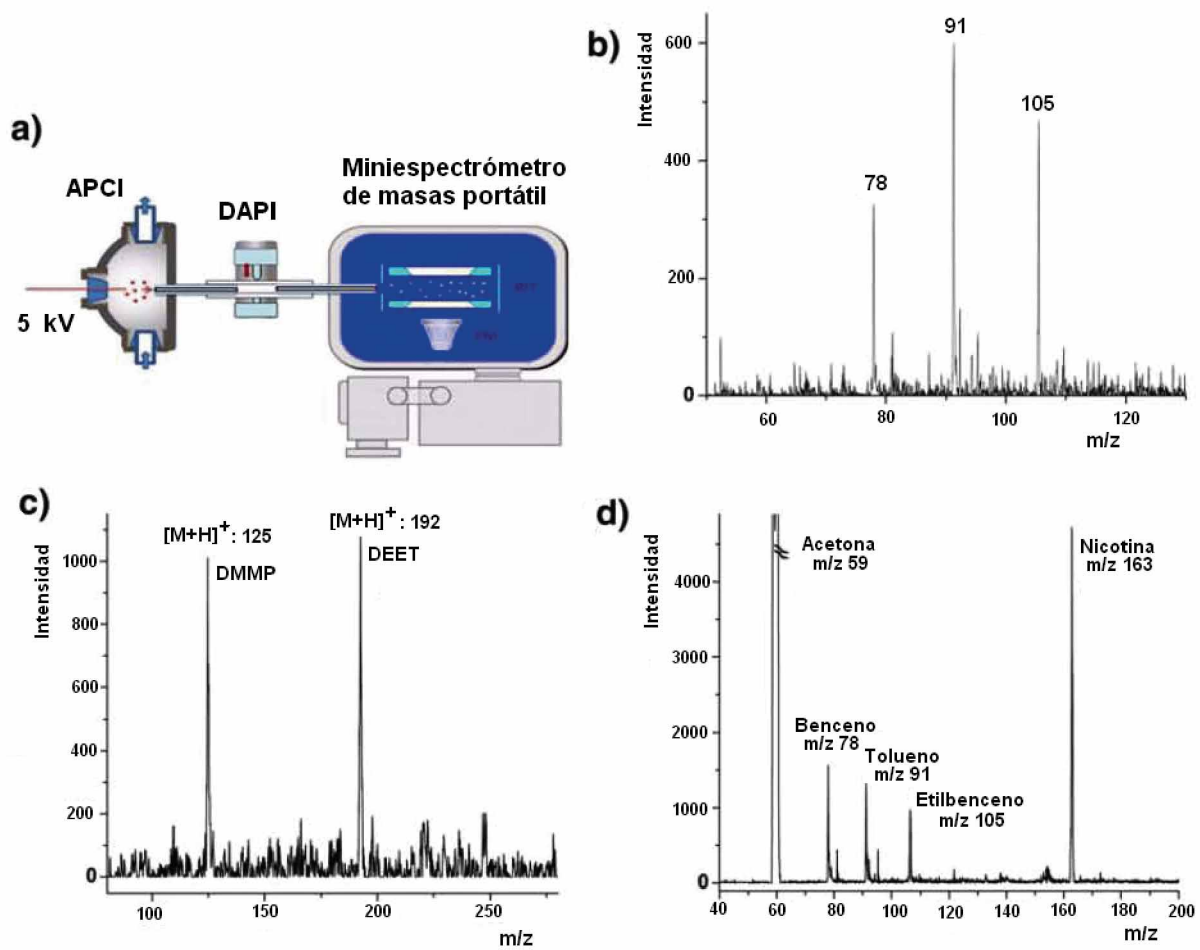 a)
APCI
DAPI
Miniespectrómetro
de masas portátil
5 kV
b)
Intensidad
600
400
200
0
78
91
105
60
80
100
120
m/z
c)
Intensidad
1000
800
600
400
200
0
[M+H]+: 125
DMMP
[M+H]+: 192
DEET
100
150
200
250
m/z
d)
Intensidad
4000
3000
2000
1000
0
Acetona
m/z 59
Nicotina
m/z 163
Benceno
m/z 78
Tolueno
m/z 91
Etilbenceno
m/z 105
40
60
80
100
120
140
160
180
200
m/z